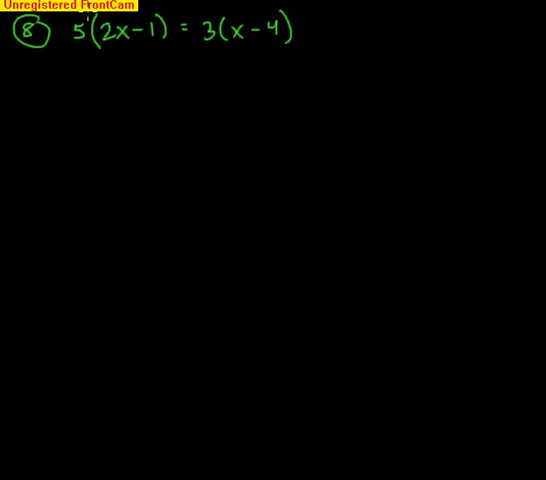 Unregistered FrontCam
8 5(2x-1) = 3(x-4)